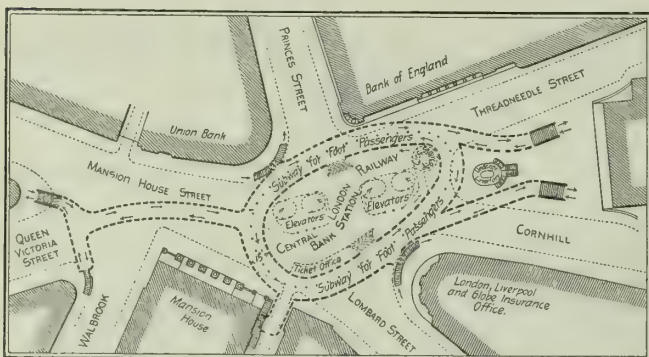 PRINCES STREET
Bank of England
THREADNEEDLE STREET
Union Bank
MANSION HOUSE STREET
Subway for Foot Passengers
CENTRAL LONDON RAILWAY
BANK STATION
Elevators
Elevators
Ticket Office
Subway for Foot Passengers
QUEEN
VICTORIA
STREET
CORNHILL
WALBROOK
Mansion
House
LOMBARD STREET
London, Liverpool
and Globe Insurance
Office.